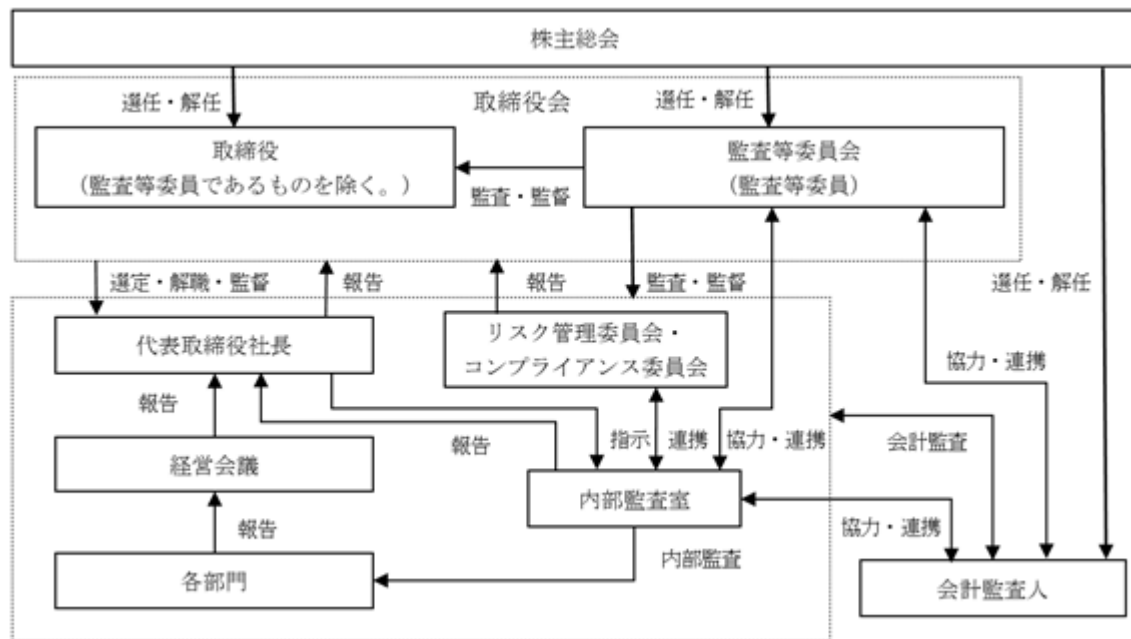 株主総会
選任・解任
取締役会
選任・解任
取締役
（監査等委員であるものを除く。）
監査等委員会
（監査等委員）
監査・監督
選定・解職・監督
報告
報告
監査・監督
選任・解任
代表取締役社長
リスク管理委員会・
コンプライアンス委員会
協力・連携
報告
報告
指示
連携
協力・連携
会計監査
経営会議
内部監査室
報告
協力・連携
内部監査
各部門
会計監査人